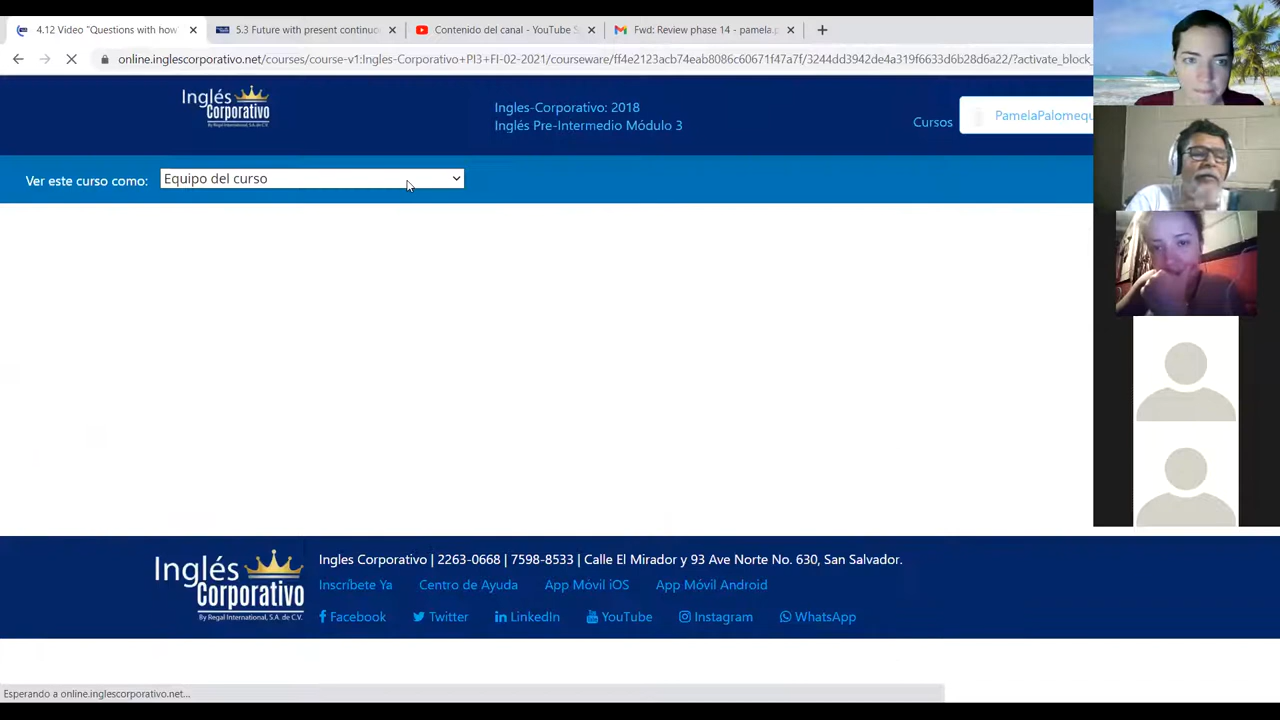 4.12 Video "Questions with how
5.3 Future with present continuo
Contenido del canal - YouTube S
Fwd: Review phase 14 - pamela.p
online.inglescorporativo.net/courses/course-v1:Ingles-Corporativo+PI3+FI-02-2021/courseware/ff4e2123acb74eab8086c60671f47a7f/3244dd3942de4a319f6633d6b28d6a22/?activate_block_
Inglés
Corporativo
By Regal International, S.A. de C.V.
Ingles-Corporativo: 2018
Inglés Pre-Intermedio Módulo 3
Cursos
PamelaPalomequ
Ver este curso como:
Equipo del curso
Inglés
Corporativo
By Regal International, S.A. de C.V.
Ingles Corporativo | 2263-0668 | 7598-8533 | Calle El Mirador y 93 Ave Norte No. 630, San Salvador.
Inscríbete Ya Centro de Ayuda App Móvil iOS App Móvil Android
Facebook Twitter LinkedIn YouTube Instagram WhatsApp
Esperando a online.inglescorporativo.net...